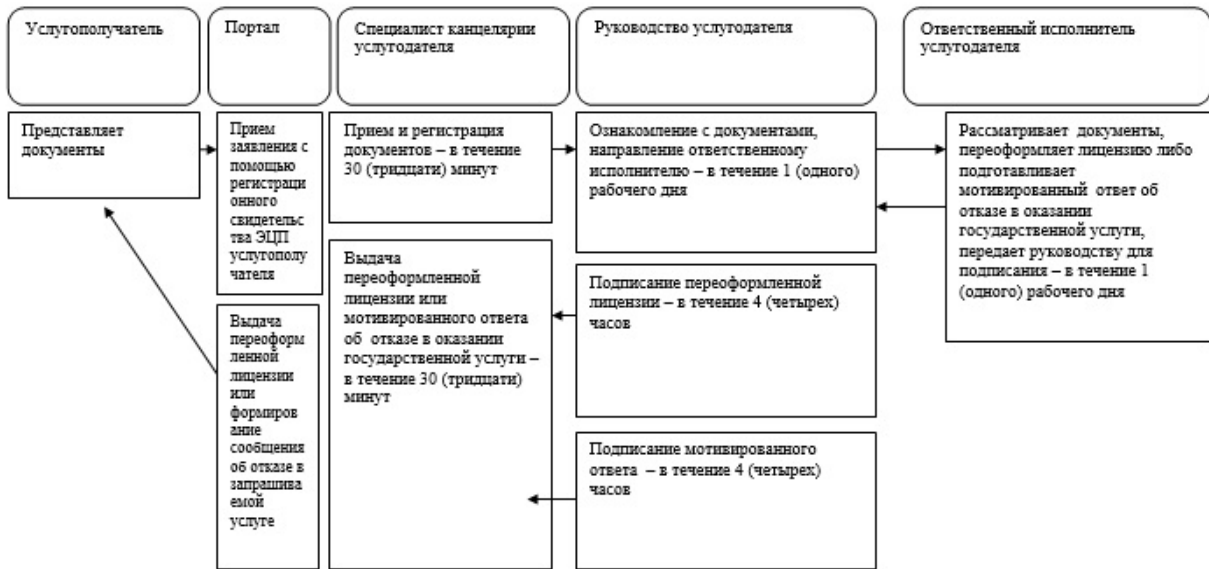 Услугополучатель
Портал
Специалист канцелярии
услугодателя
Руководство услугодателя
Ответственный исполнитель
услугодателя
Представляет
документы
Прием
заявления с
помощью
регистраци
онного
свидетельс
тва ЭЦП
услугополу
чателя
Прием и регистрация
документов – в течение
30 (тридцати) минут
Ознакомление с документами,
направление ответственному
исполнителю – в течение 1 (одного)
рабочего дня
Рассматривает документы,
переоформляет лицензию либо
подготавливает
мотивированный ответ об
отказе в оказании
государственной услуги,
передает руководству для
подписания – в течение 1
(одного) рабочего дня
Выдача
переоформ
ленной
лицензии
или
формиров
ание
сообщения
об отказе в
запрашива
емой
услуге
Выдача
переоформленной
лицензии или
мотивированного ответа
об отказе в оказании
государственной услуги –
в течение 30 (тридцати)
минут
Подписание переоформленной
лицензии – в течение 4 (четырех)
часов
Подписание мотивированного
ответа – в течение 4 (четырех)
часов